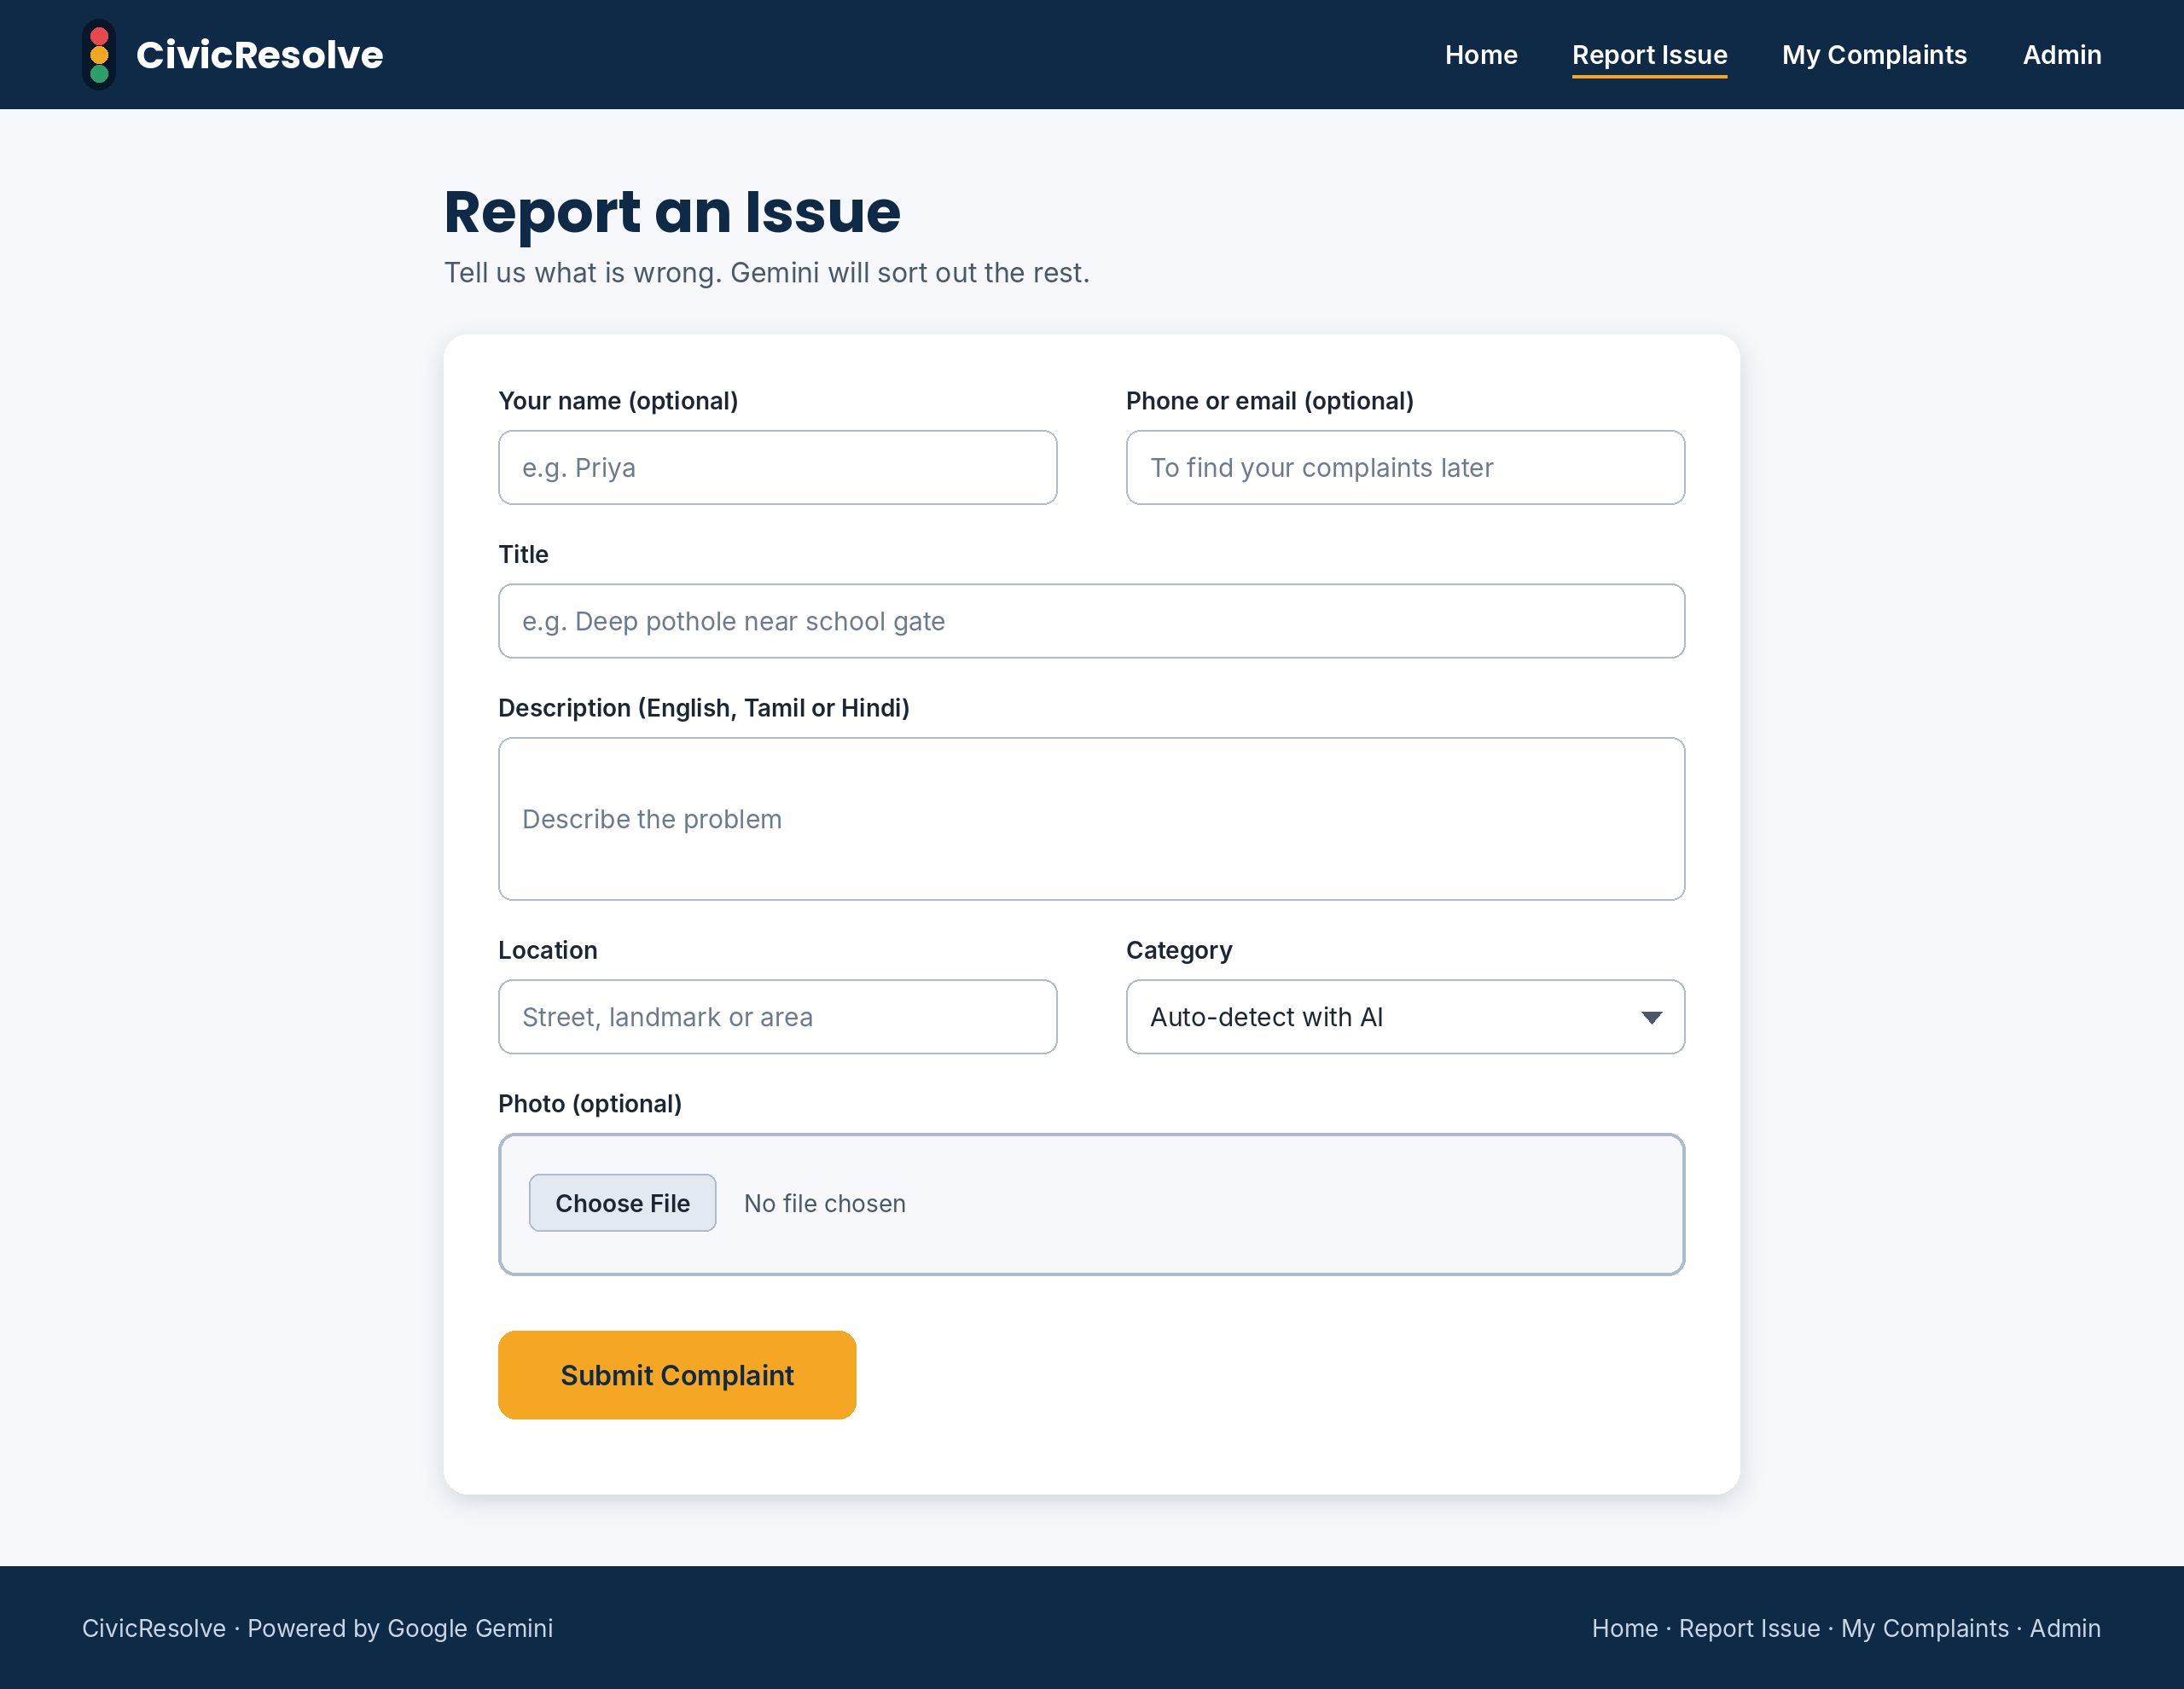 CivicResolve
Home Report Issue My Complaints Admin
Report an Issue
Tell us what is wrong. Gemini will sort out the rest.
Your name (optional) Phone or email (optional)
e.g. Priya To find your complaints later
Title
e.g. Deep pothole near school gate
Description (English, Tamil or Hindi)
Describe the problem
Location Category
Street, landmark or area Auto-detect with AI
Photo (optional)
Choose File No file chosen
Submit Complaint
CivicResolve · Powered by Google Gemini Home · Report Issue · My Complaints · Admin